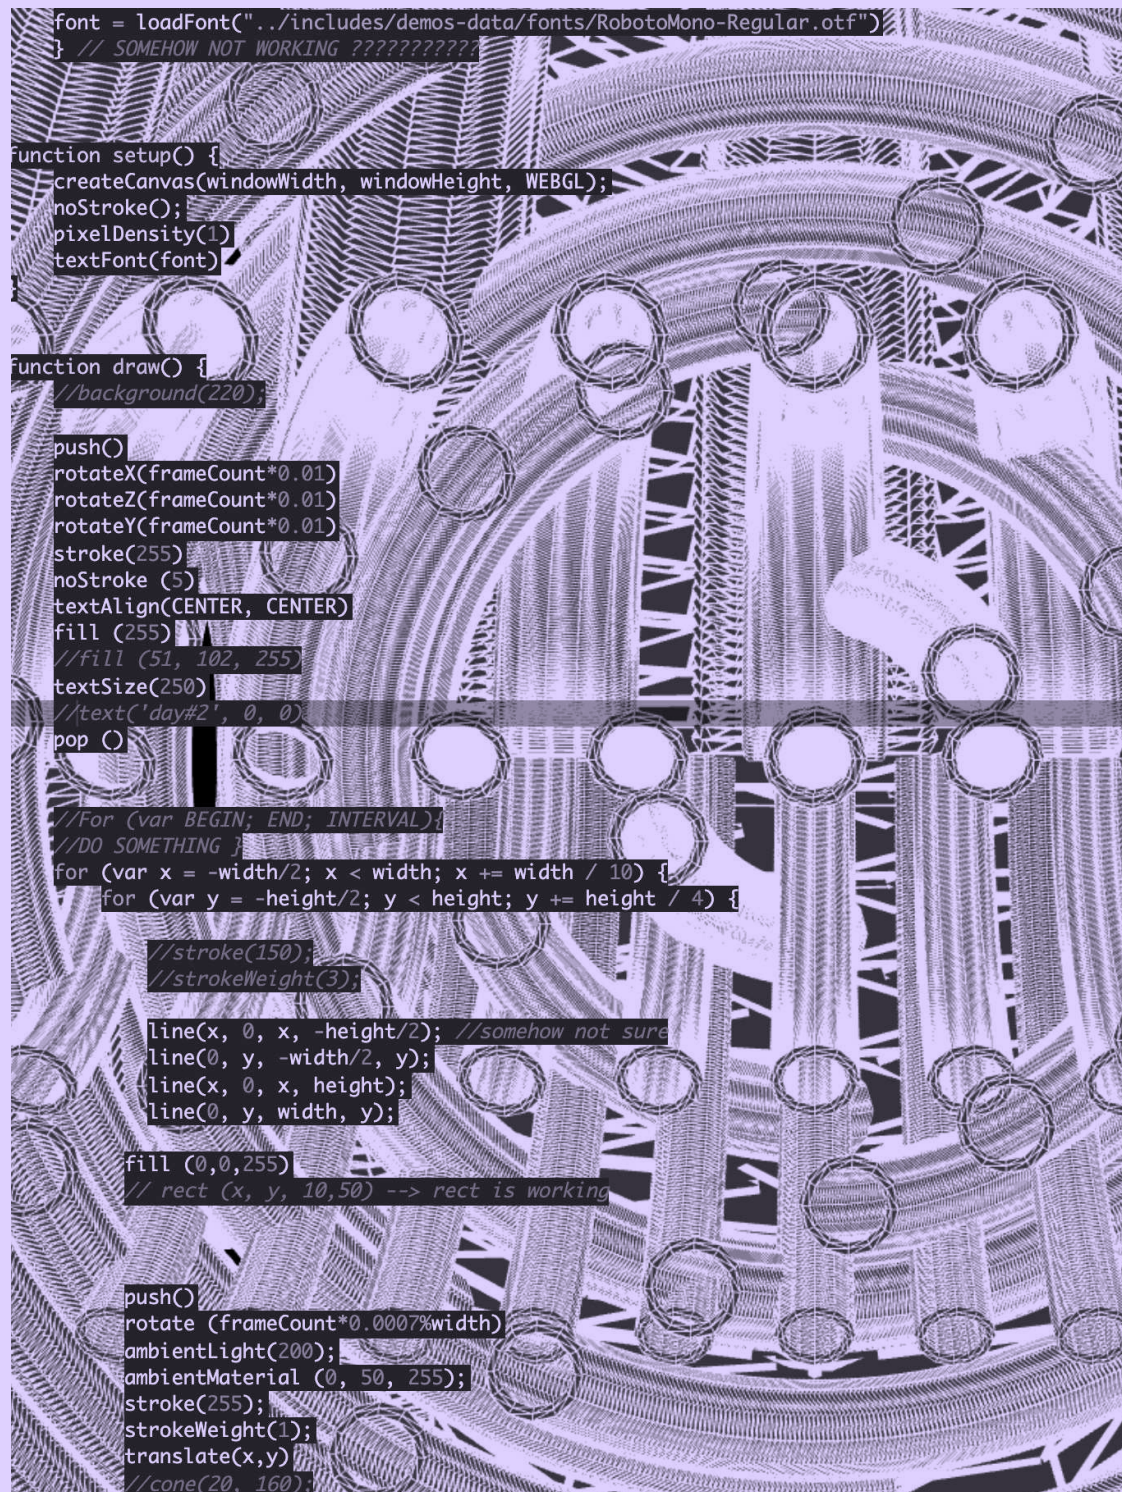 font = loadFont("../includes/demos-data/fonts/RobotoMono-Regular.otf")
} // SOMEHOW NOT WORKING ???????????
function setup() {
createCanvas(windowWidth, windowHeight, WEBGL);
noStroke();
pixelDensity(1)
textFont(font)
}
function draw() {
//background(220);
push()
rotateX(frameCount*0.01)
rotateZ(frameCount*0.01)
rotateY(frameCount*0.01)
stroke(255)
noStroke (5)
textAlign(CENTER, CENTER)
fill (255)
//fill (51, 102, 255)
textSize(250)
//text('day#2', 0, 0)
pop ()
//For (var BEGIN; END; INTERVAL){
//DO SOMETHING }
for (var x = -width/2; x < width; x += width / 10) {
for (var y = -height/2; y < height; y += height / 4) {
//stroke(150);
//strokeWeight(3);
line(x, 0, x, -height/2); //somehow not sure
line(0, y, -width/2, y);
line(x, 0, x, height);
line(0, y, width, y);
fill (0,0,255)
// rect (x, y, 10,50) --> rect is working
push()
rotate (frameCount*0.0007%width)
ambientLight(200);
ambientMaterial (0, 50, 255);
stroke(255);
strokeWeight(1);
translate(x,y)
//cone(20, 160);